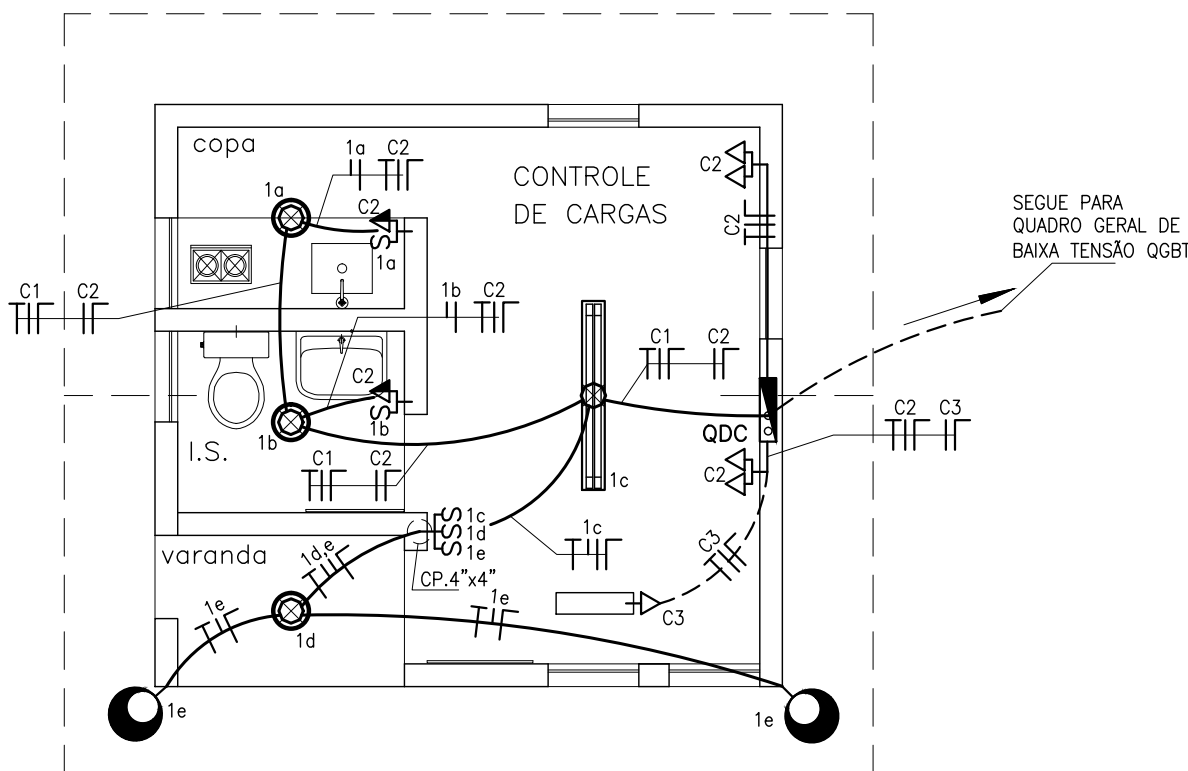 copa
1a C2
C2
CONTROLE
DE CARGAS
1a
C2
C2
SEGUE PARA
QUADRO GERAL DE
BAIXA TENSÃO QGBT
S
1a
C1 C2
1b C2
C1 C2
C2
S
1b
1b
I.S.
QDC
C2 C3
C1 C2
C2
1c
S 1c
S 1d
S 1e
1c
varanda
1d,e
CP.4"x4"
C3
1e
1e
1d
C3
1e
1e